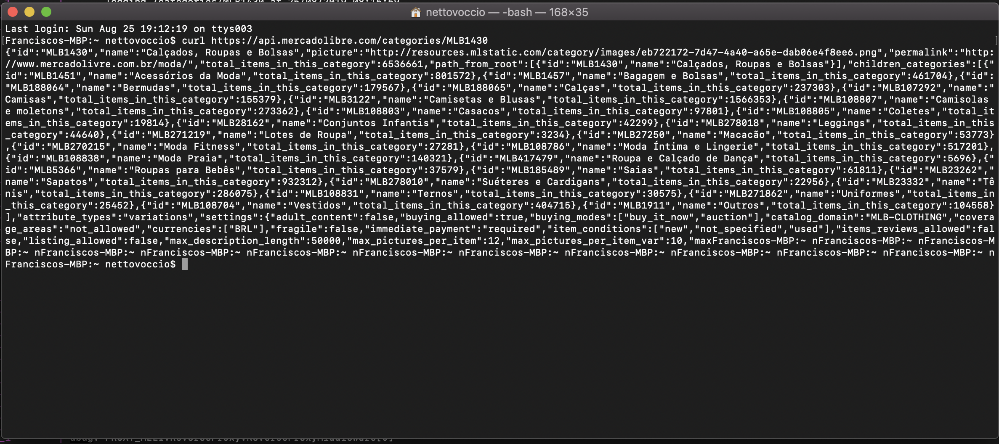 logging /categories/MLB1430 at 25/08/2019 08:15:59
nettovoccio — -bash — 168×35
Last login: Sun Aug 25 19:12:19 on ttys003
[Franciscos-MBP:~ nettovoccio$ curl https://api.mercadolibre.com/categories/MLB1430 ]
{"id":"MLB1430","name":"Calçados, Roupas e Bolsas","picture":"http://resources.mlstatic.com/category/images/eb722172-7d47-4a40-a65e-dab06e4f8ee6.png","permalink":"http:
//www.mercadolivre.com.br/moda/","total_items_in_this_category":6536661,"path_from_root":[{"id":"MLB1430","name":"Calçados, Roupas e Bolsas"}],"children_categories":[{"
id":"MLB1451","name":"Acessórios da Moda","total_items_in_this_category":801572},{"id":"MLB1457","name":"Bagagem e Bolsas","total_items_in_this_category":461704},{"id":
"MLB188064","name":"Bermudas","total_items_in_this_category":179567},{"id":"MLB188065","name":"Calças","total_items_in_this_category":237303},{"id":"MLB107292","name":"
Camisas","total_items_in_this_category":155379},{"id":"MLB3122","name":"Camisetas e Blusas","total_items_in_this_category":1566353},{"id":"MLB108807","name":"Camisolas 
e moletons","total_items_in_this_category":273362},{"id":"MLB108803","name":"Casacos","total_items_in_this_category":97801},{"id":"MLB108805","name":"Coletes","total_it
ems_in_this_category":19814},{"id":"MLB28162","name":"Conjuntos Infantis","total_items_in_this_category":42299},{"id":"MLB278018","name":"Leggings","total_items_in_this
_category":44640},{"id":"MLB271219","name":"Lotes de Roupa","total_items_in_this_category":3234},{"id":"MLB27250","name":"Macacão","total_items_in_this_category":53773}
,{"id":"MLB270215","name":"Moda Fitness","total_items_in_this_category":27281},{"id":"MLB108786","name":"Moda Íntima e Lingerie","total_items_in_this_category":517201},
{"id":"MLB108838","name":"Moda Praia","total_items_in_this_category":140321},{"id":"MLB417479","name":"Roupa e Calçado de Dança","total_items_in_this_category":5696},{"
id":"MLB5366","name":"Roupas para Bebês","total_items_in_this_category":37579},{"id":"MLB185489","name":"Saias","total_items_in_this_category":61811},{"id":"MLB23262","
name":"Sapatos","total_items_in_this_category":932312},{"id":"MLB278010","name":"Suéteres e Cardigans","total_items_in_this_category":22956},{"id":"MLB23332","name":"Tê
nis","total_items_in_this_category":286075},{"id":"MLB108831","name":"Ternos","total_items_in_this_category":30575},{"id":"MLB271862","name":"Uniformes","total_items_in
_this_category":25452},{"id":"MLB108704","name":"Vestidos","total_items_in_this_category":404715},{"id":"MLB1911","name":"Outros","total_items_in_this_category":104558}
],"attribute_types":"variations","settings":{"adult_content":false,"buying_allowed":true,"buying_modes":["buy_it_now","auction"],"catalog_domain":"MLB-CLOTHING","covera
ge_areas":"not_allowed","currencies":["BRL"],"fragile":false,"immediate_payment":"required","item_conditions":["new","not_specified","used"],"items_reviews_allowed":fal
se,"listing_allowed":false,"max_description_length":50000,"max_pictures_per_item":12,"max_pictures_per_item_var":10,"maxFranciscos-MBP:~ nFranciscos-MBP:~ nFranciscos-M
BP:~ nFranciscos-MBP:~ nFranciscos-MBP:~ nFranciscos-MBP:~ nFranciscos-MBP:~ nFranciscos-MBP:~ nFranciscos-MBP:~ nFranciscos-MBP:~ nFranciscos-MBP:~ nFranciscos-MBP:~ n
Franciscos-MBP:~ nettovoccio$